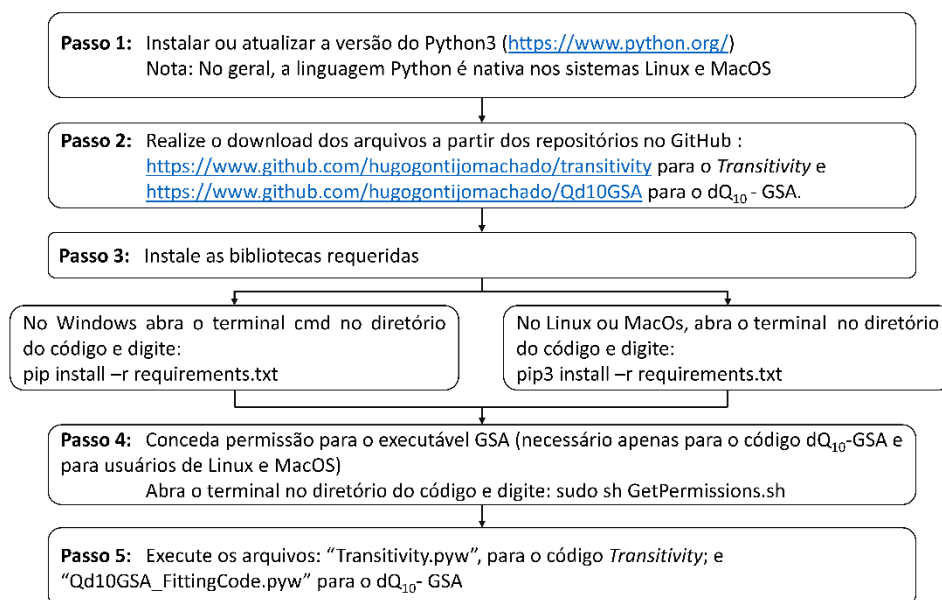 Passo 1: Instalar ou atualizar a versão do Python3 (https://www.python.org/)
Nota: No geral, a linguagem Python é nativa nos sistemas Linux e MacOS
Passo 2: Realize o download dos arquivos a partir dos repositórios no GitHub :
https://www.github.com/hugogontijomachado/transitivity para o Transitivity e
https://www.github.com/hugogontijomachado/Qd10GSA para o dQ₁₀ - GSA.
Passo 3: Instale as bibliotecas requeridas
No Windows abra o terminal cmd no diretório
do código e digite:
pip install –r requirements.txt
No Linux ou MacOs, abra o terminal no diretório
do código e digite:
pip3 install –r requirements.txt
Passo 4: Conceda permissão para o executável GSA (necessário apenas para o código dQ₁₀-GSA e
para usuários de Linux e MacOS)
Abra o terminal no diretório do código e digite: sudo sh GetPermissions.sh
Passo 5: Execute os arquivos: “Transitivity.pyw”, para o código Transitivity; e
“Qd10GSA_FittingCode.pyw” para o dQ₁₀- GSA